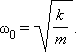 ω₀ = √(k/m).